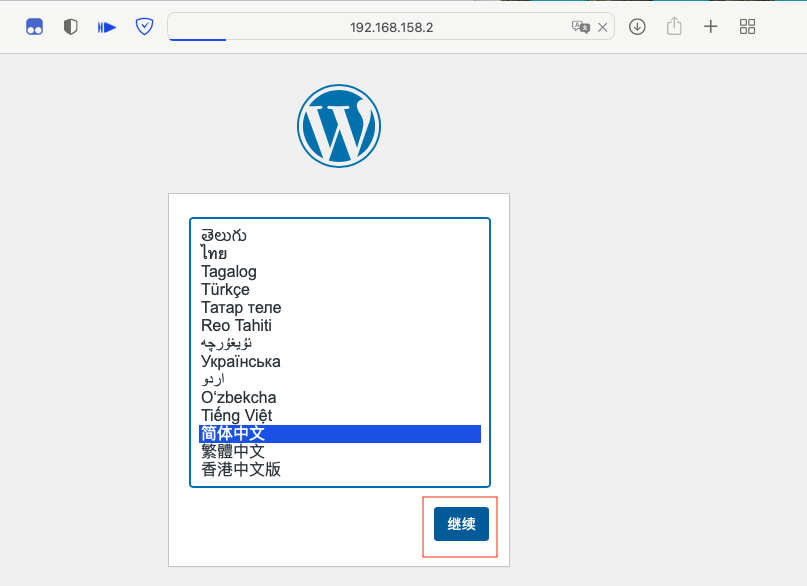 192.168.158.2
తెలుగు
ไทย
Tagalog
Türkçe
Татар теле
Reo Tahiti
ئۇيغۇرچە
Українська
اردو
O‘zbekcha
Tiếng Việt
简体中文
繁體中文
香港中文版
继续